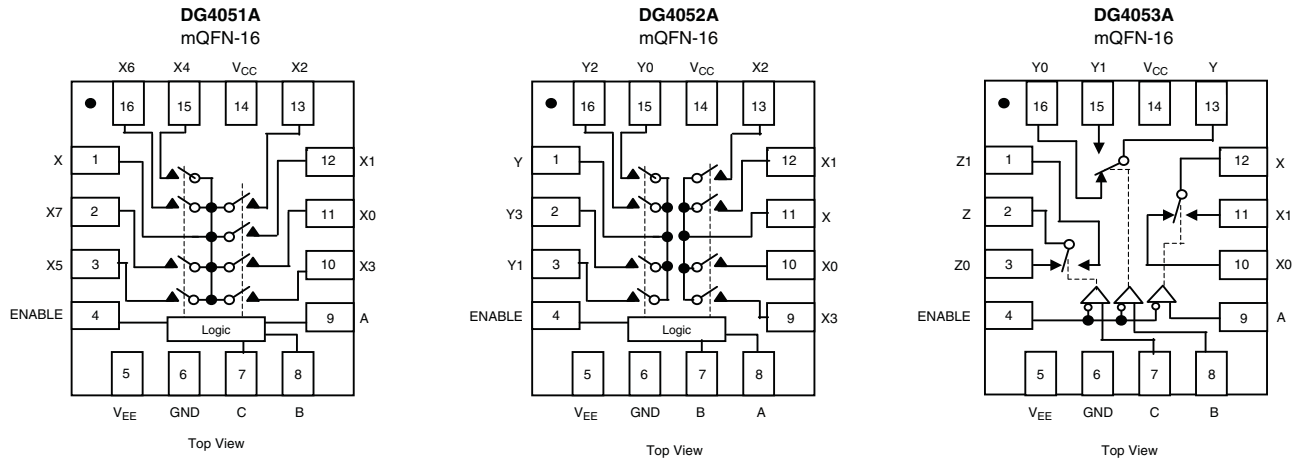 DG4051A
mQFN-16
X6 X4 VCC X2
16 15 14 13
X 1 12 X1
X7 2 11 X0
X5 3 10 X3
ENABLE 4 9 A
Logic
5 6 7 8
VEE GND C B
Top View
DG4052A
mQFN-16
Y2 Y0 VCC X2
16 15 14 13
Y 1 12 X1
Y3 2 11 X
Y1 3 10 X0
ENABLE 4 9 X3
Logic
5 6 7 8
VEE GND B A
Top View
DG4053A
mQFN-16
Y0 Y1 VCC Y
16 15 14 13
Z1 1 12 X
Z 2 11 X1
Z0 3 10 X0
ENABLE 4 9 A
5 6 7 8
VEE GND C B
Top View